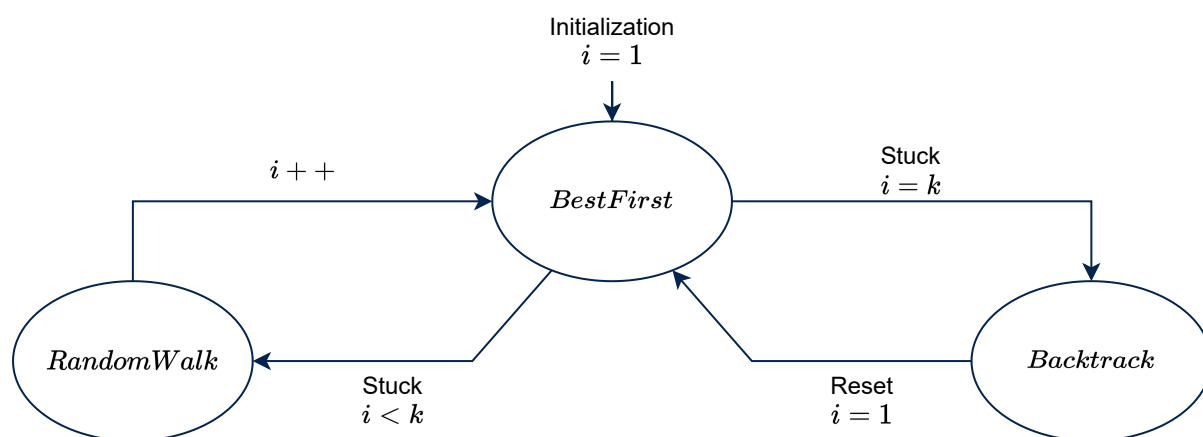 Initialization
i = 1
i + +
BestFirst
Stuck
i = k
RandomWalk
Stuck
i < k
Reset
i = 1
Backtrack